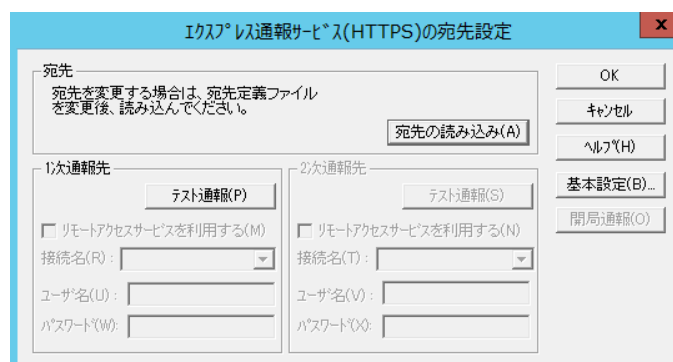 ｴｸｽﾌﾟﾚｽ通報ｻｰﾋﾞｽ(HTTPS)の宛先設定
x
宛先
宛先を変更する場合は、宛先定義ファイル
を変更後、読み込んでください。
宛先の読み込み(A)
OK
ｷｬﾝｾﾙ
ﾍﾙﾌﾟ(H)
基本設定(B)...
開局通報(O)
1次通報先
テスト通報(P)
リモートアクセスサービスを利用する(M)
接続名(R)：
ユーザ名(U)：
ﾊﾟｽﾜｰﾄﾞ(W):
2次通報先
テスト通報(S)
リモートアクセスサービスを利用する(N)
接続名(T)：
ユーザ名(V)：
ﾊﾟｽﾜｰﾄﾞ(X):